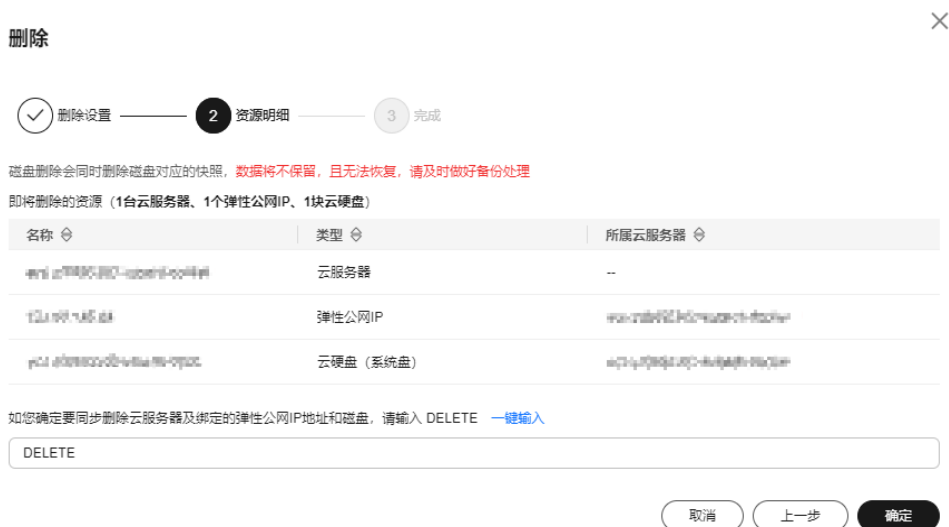 删除
删除设置 2 资源明细 3 完成
磁盘删除会同时删除磁盘对应的快照，数据将不保留，且无法恢复，请及时做好备份处理
即将删除的资源（1台云服务器、1个弹性公网IP、1块云硬盘）
名称 类型 所属云服务器
云服务器 --
弹性公网IP
云硬盘（系统盘）
如您确定要同步删除云服务器及绑定的弹性公网IP地址和磁盘，请输入 DELETE 一键输入
DELETE
取消 上一步 确定